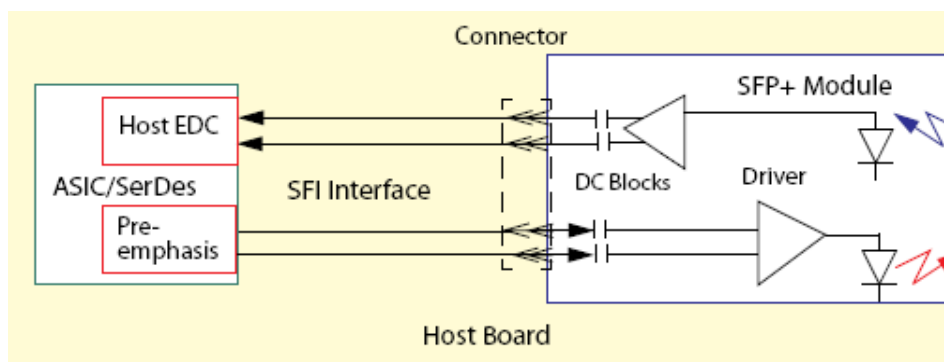 Connector
SFP+ Module
Host EDC
ASIC/SerDes
SFI Interface
DC Blocks
Driver
Pre-
emphasis
Host Board